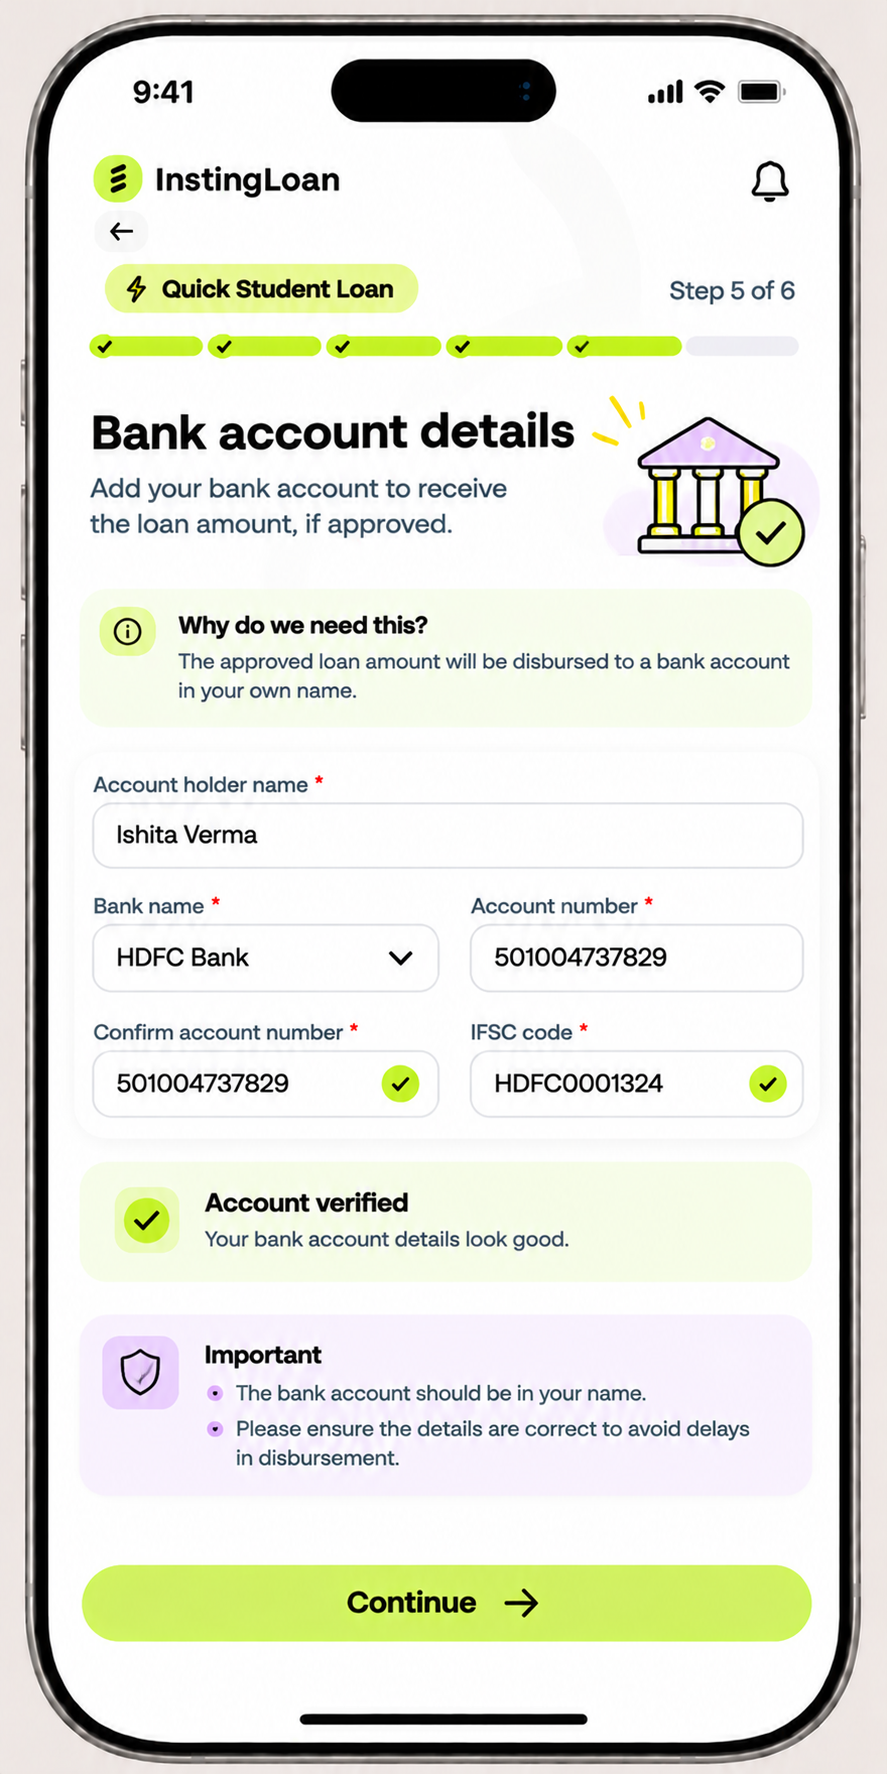 9:41
InstingLoan
Quick Student Loan
Step 5 of 6
Bank account details
Add your bank account to receive
the loan amount, if approved.
Why do we need this?
The approved loan amount will be disbursed to a bank account
in your own name.
Account holder name *
Ishita Verma
Bank name *
Account number *
HDFC Bank
501004737829
Confirm account number *
IFSC code *
501004737829
HDFC0001324
Account verified
Your bank account details look good.
Important
The bank account should be in your name.
Please ensure the details are correct to avoid delays
in disbursement.
Continue